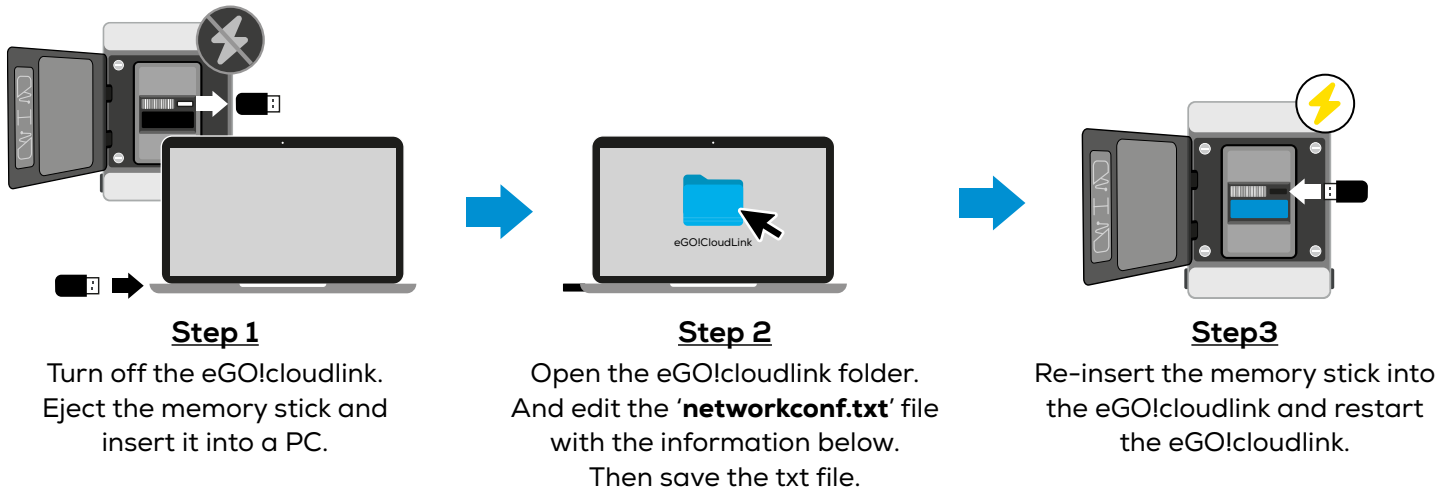 eGO!CloudLink
Step 1
Turn off the eGO!cloudlink.
Eject the memory stick and
insert it into a PC.
Step 2
Open the eGO!cloudlink folder.
And edit the ‘networkconf.txt’ file
with the information below.
Then save the txt file.
Step3
Re-insert the memory stick into
the eGO!cloudlink and restart
the eGO!cloudlink.